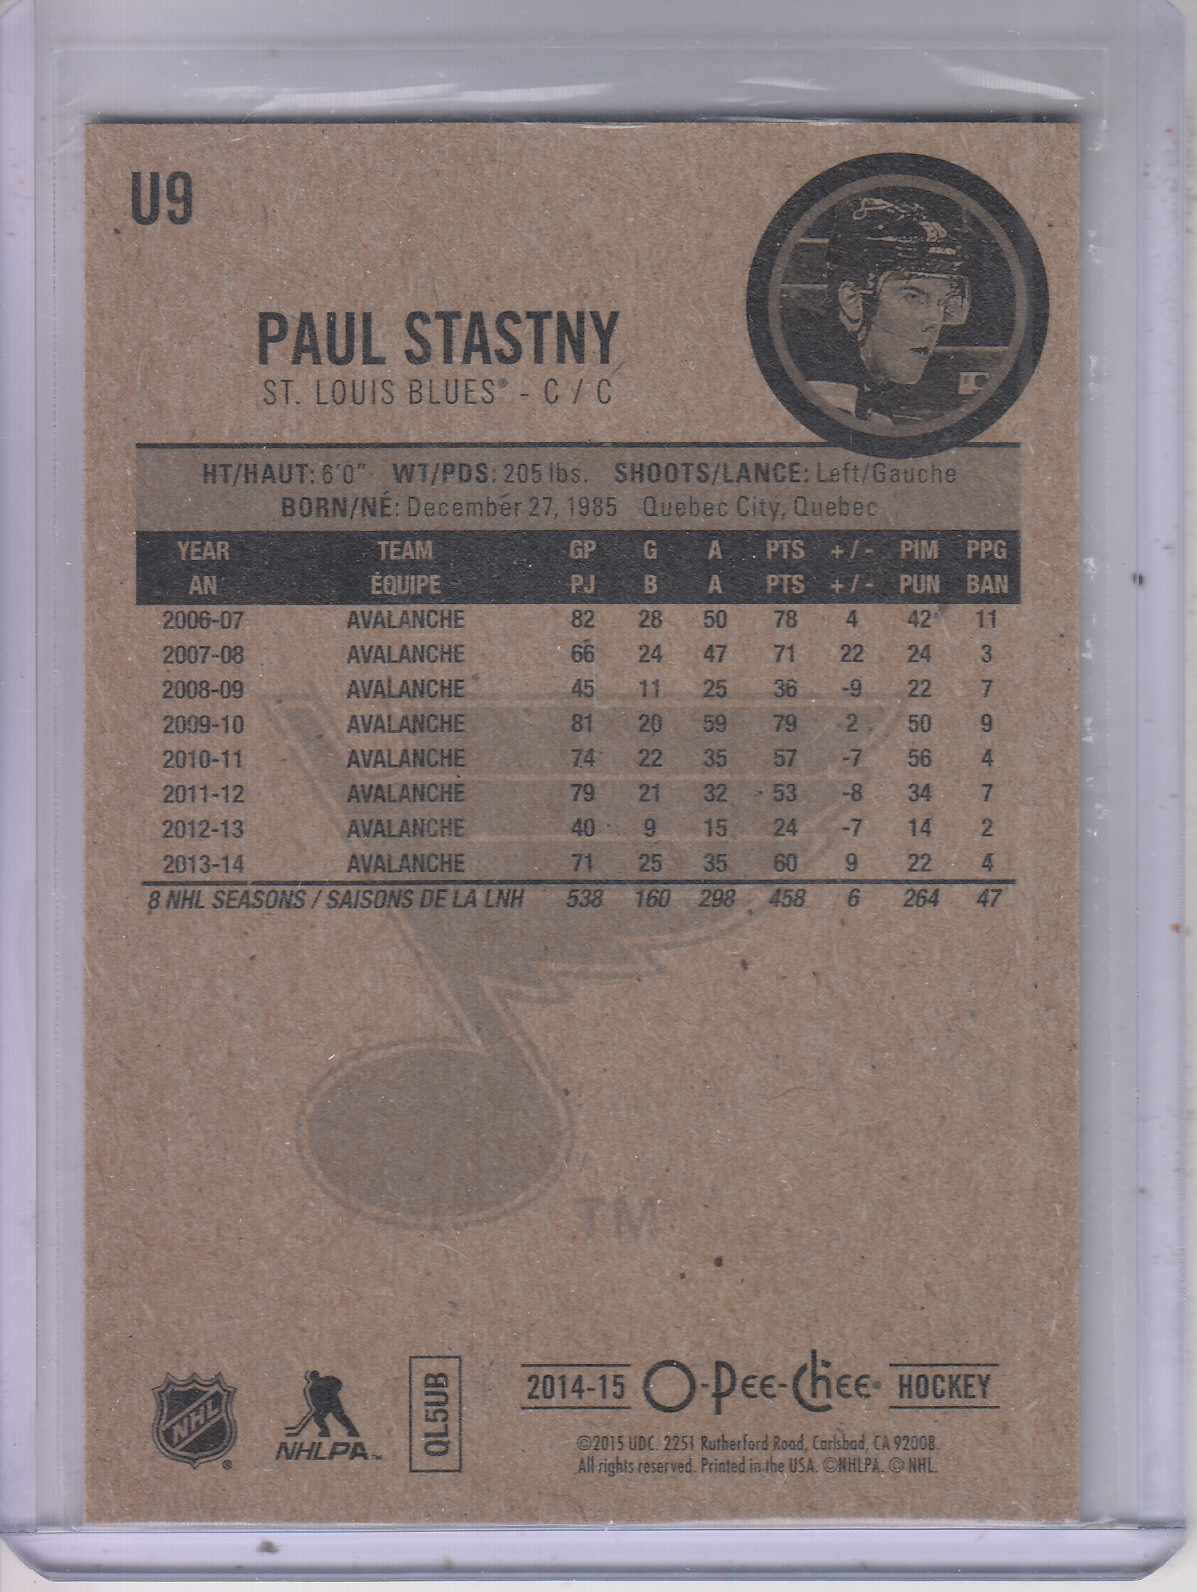 U9
PAUL STASTNY
ST. LOUIS BLUES® - C / C
HT/HAUT: 6'0" WT/PDS: 205 lbs. SHOOTS/LANCE: Left/Gauche
BORN/NÉ: December 27, 1985 Quebec City, Quebec
YEAR TEAM GP G A PTS +/- PIM PPG
AN ÉQUIPE PJ B A PTS +/- PUN BAN
2006-07 AVALANCHE 82 28 50 78 4 42 11
2007-08 AVALANCHE 66 24 47 71 22 24 3
2008-09 AVALANCHE 45 11 25 36 -9 22 7
2009-10 AVALANCHE 81 20 59 79 2 50 9
2010-11 AVALANCHE 74 22 35 57 -7 56 4
2011-12 AVALANCHE 79 21 32 53 -8 34 7
2012-13 AVALANCHE 40 9 15 24 -7 14 2
2013-14 AVALANCHE 71 25 35 60 9 22 4
8 NHL SEASONS / SAISONS DE LA LNH 538 160 298 458 6 264 47
TM
NHL ®
NHLPA™
QL5UB
2014-15 O-Pee-Chee® HOCKEY
©2015 UDC. 2251 Rutherford Road, Carlsbad, CA 92008.
All rights reserved. Printed in the USA. ©NHLPA. © NHL.